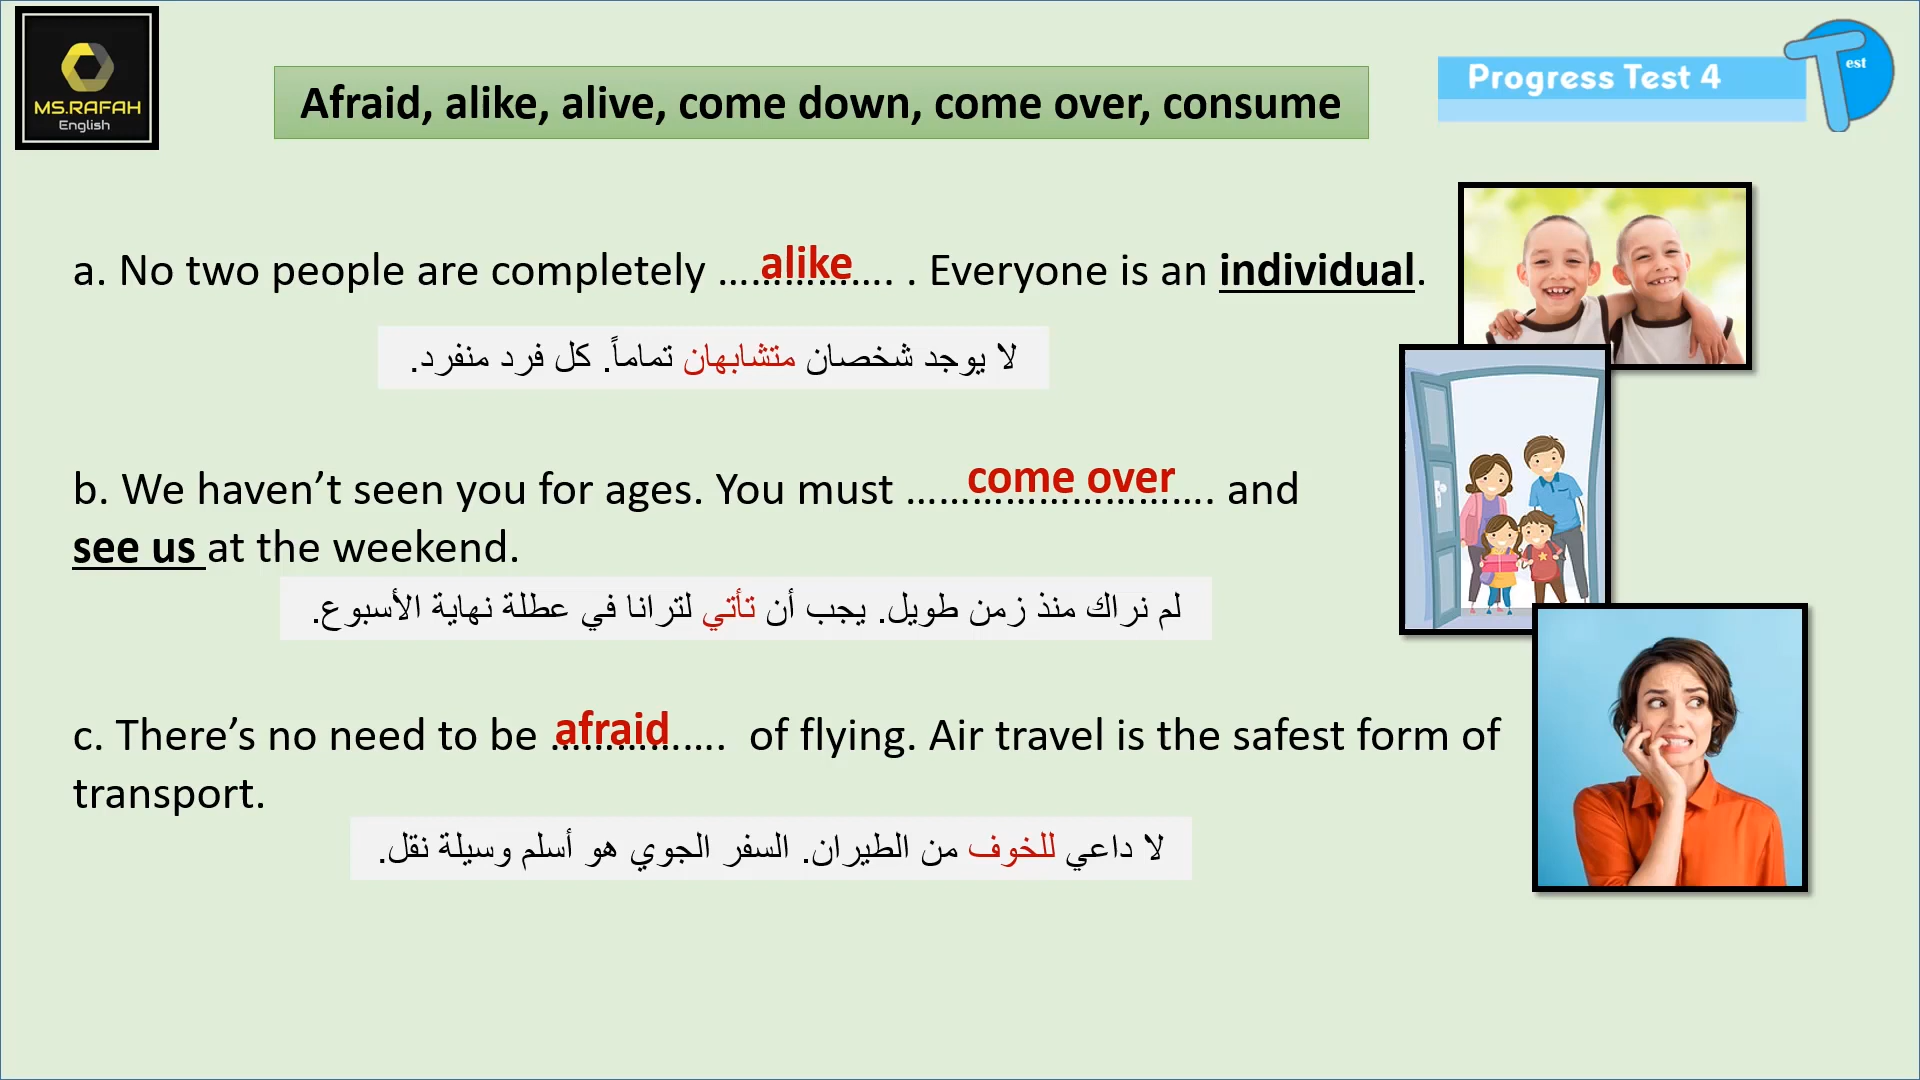 MS.RAFAH
English
Afraid, alike, alive, come down, come over, consume
Progress Test 4
Test
a. No two people are completely ……alike………. . Everyone is an individual.
لا يوجد شخصان متشابهان تماماً. كل فرد منفرد.
b. We haven’t seen you for ages. You must ……come over……. and
see us at the weekend.
لم نراك منذ زمن طويل. يجب أن تأتي لترانا في عطلة نهاية الأسبوع.
c. There’s no need to be afraid……. of flying. Air travel is the safest form of
transport.
لا داعي للخوف من الطيران. السفر الجوي هو أسلم وسيلة نقل.